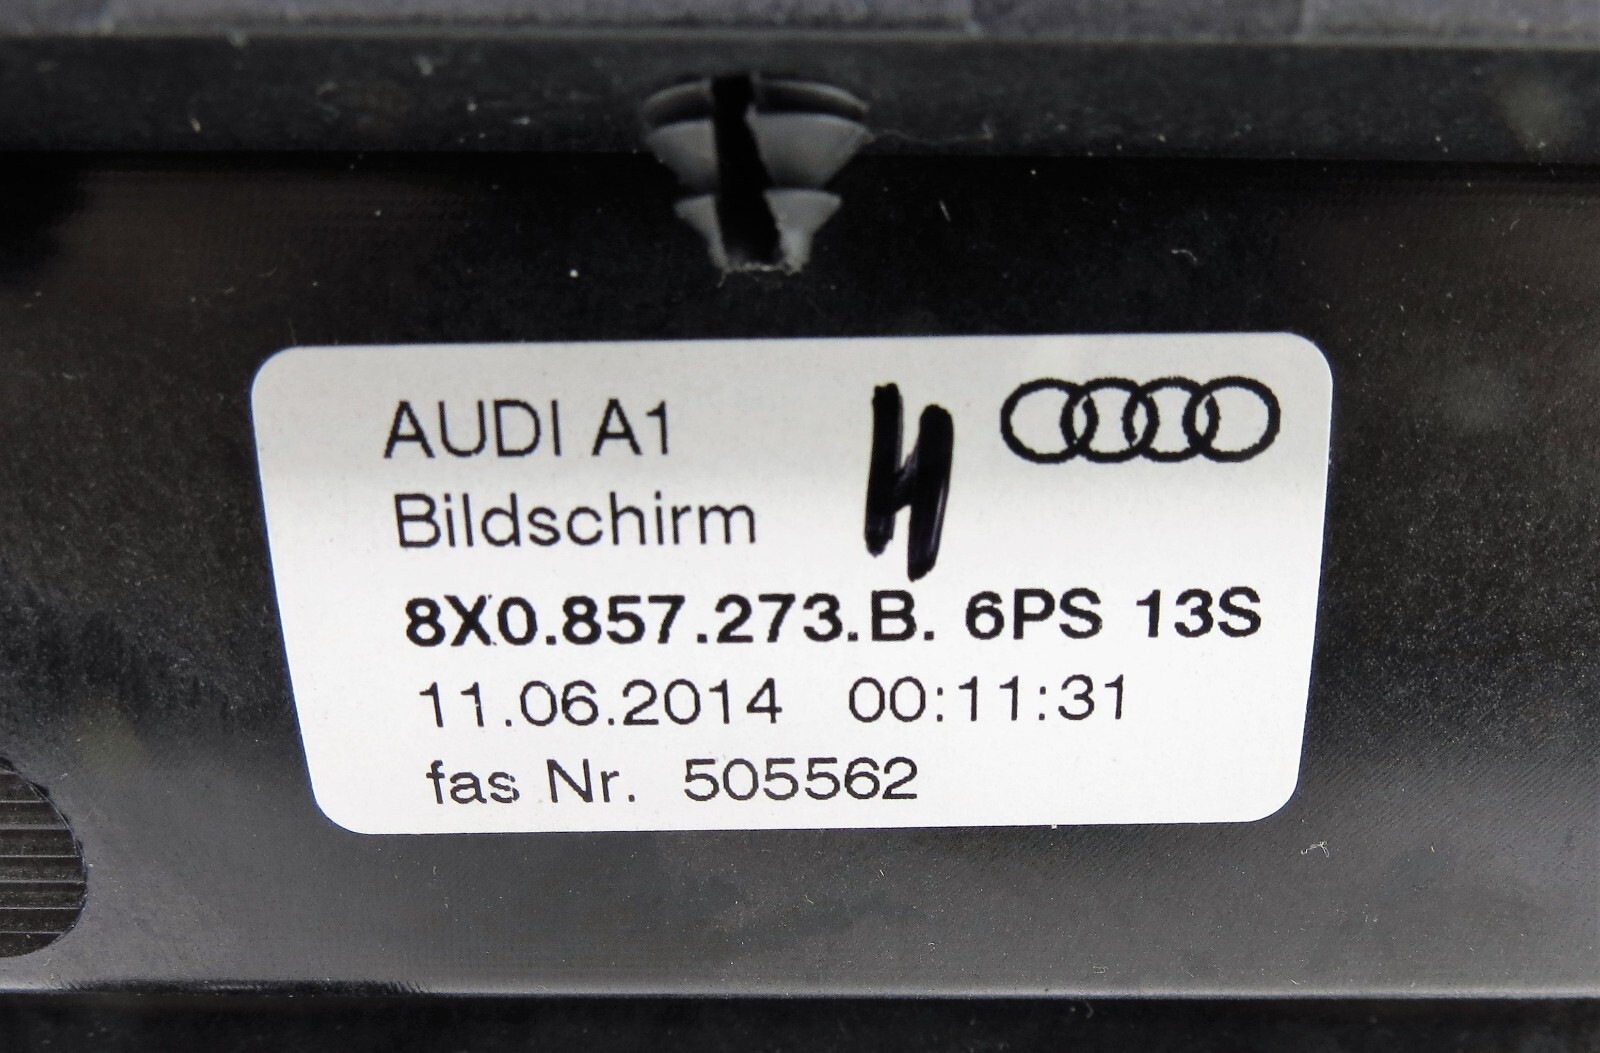 AUDI A1
Bildschirm
8X0.857.273.B. 6PS 13S
11.06.2014 00:11:31
fas Nr. 505562